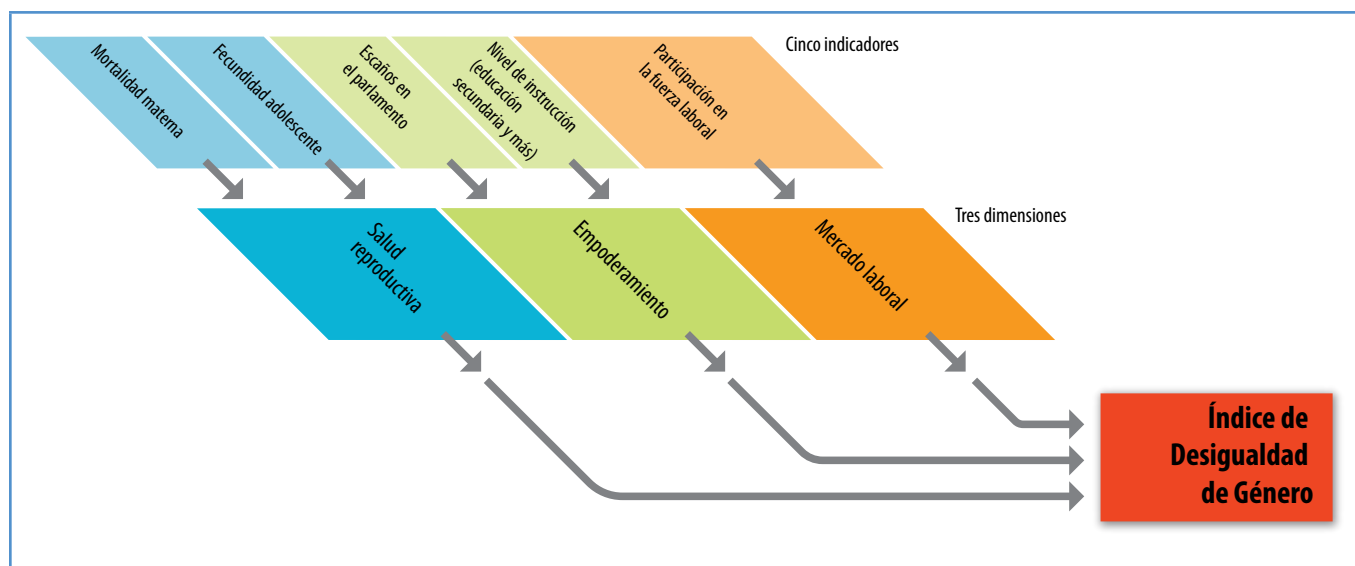 Mortalidad materna
Fecundidad adolescente
Escaños en
el parlamento
Nivel de instrucción
(educación
secundaria y más)
Participación en
la fuerza laboral
Cinco indicadores
Salud
reproductiva
Empoderamiento
Mercado laboral
Tres dimensiones
Índice de
Desigualdad
de Género